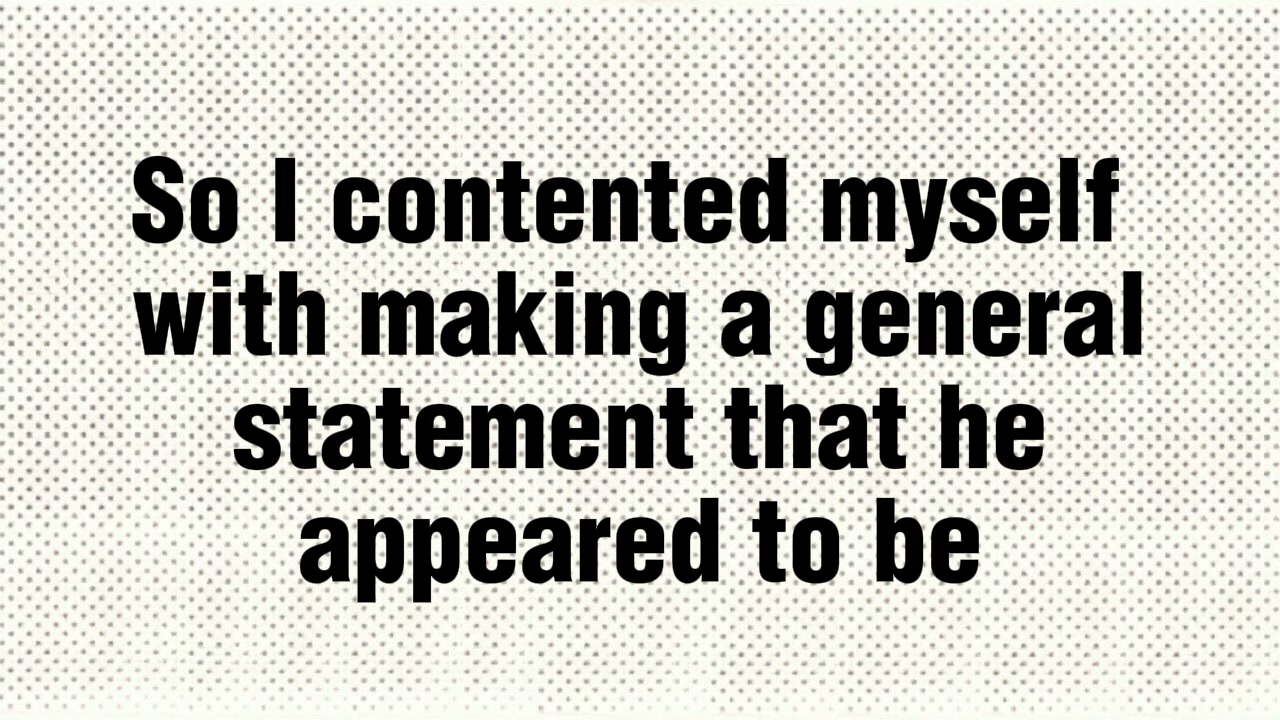 So I contented myself
with making a general
statement that he
appeared to be